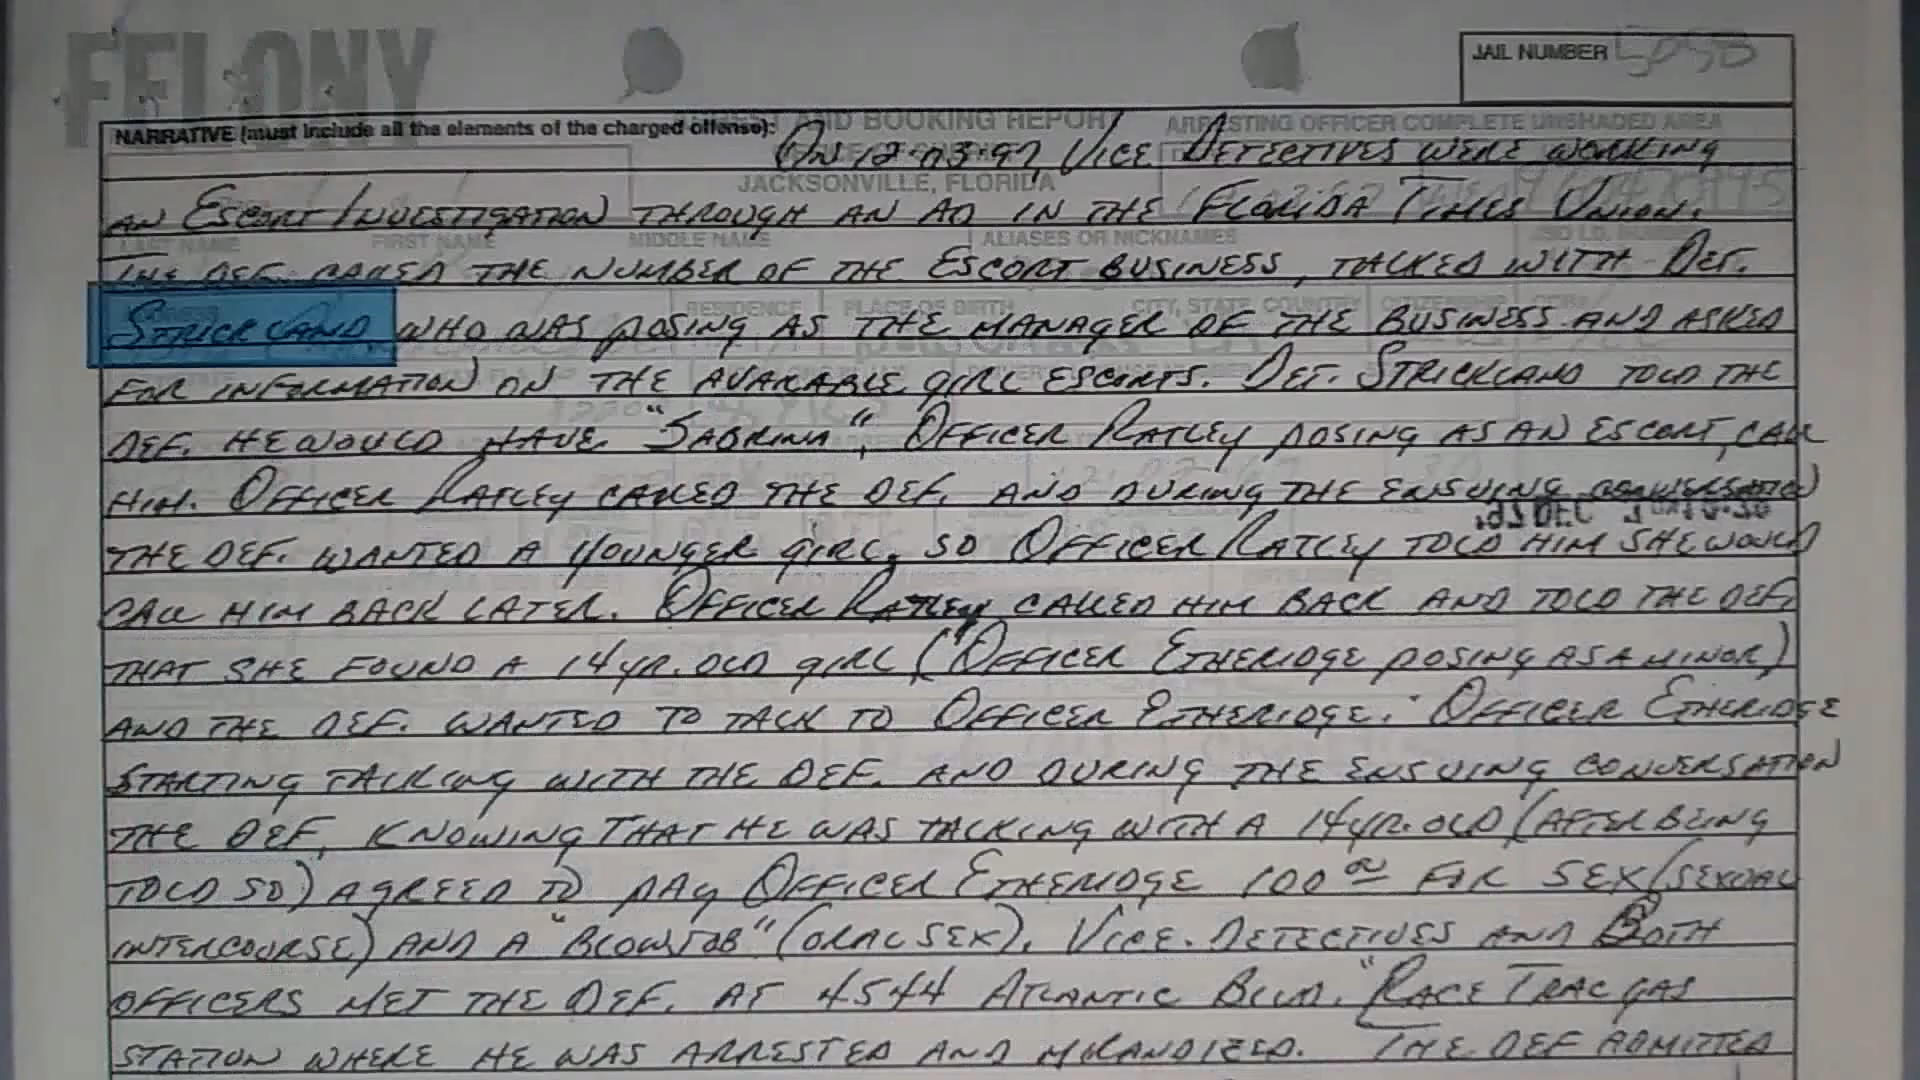 FELONY
JAIL NUMBER
NARRATIVE (must include all the elements of the charged offense):
AND BOOKING REPORT
ARRESTING OFFICER COMPLETE UNSHADED AREA
ON 12-03-97 VICE DETECTIVES WERE WORKING
JACKSONVILLE, FLORIDA
AN ESCORT INVESTIGATION THROUGH AN AD IN THE FLORIDA TIMES UNION.
LAST NAME FIRST NAME MIDDLE NAME ALIASES OR NICKNAMES
THE DEF. CALLED THE NUMBER OF THE ESCORT BUSINESS, TALKED WITH DET.
RESIDENCE PLACE OF BIRTH CITY, STATE, COUNTRY CITIZENSHIP
STRICKLAND, WHO WAS POSING AS THE MANAGER OF THE BUSINESS AND ASKED
FOR INFORMATION ON THE AVAILABLE GIRL ESCORTS. DET. STRICKLAND TOLD THE
DEF. HE WOULD HAVE "SABRINA", OFFICER RATLEY POSING AS AN ESCORT, CALL
HIM. OFFICER RATLEY CALLED THE DEF. AND DURING THE ENSUING CONVERSATION
'97 DEC
THE DEF. WANTED A YOUNGER GIRL, SO OFFICER RATLEY TOLD HIM SHE WOULD
CALL HIM BACK LATER. OFFICER RATLEY CALLED HIM BACK AND TOLD THE DEF.
THAT SHE FOUND A 14 YR. OLD GIRL (OFFICER ETHERIDGE POSING AS A MINOR)
AND THE DEF. WANTED TO TALK TO OFFICER ETHERIDGE. OFFICER ETHERIDGE
STARTING TALKING WITH THE DEF. AND DURING THE ENSUING CONVERSATION
THE DEF, KNOWING THAT HE WAS TALKING WITH A 14 YR. OLD (AFTER BEING
TOLD SO) AGREED TO PAY OFFICER ETHERIDGE 100 FOR SEX (SEXUAL
INTERCOURSE) AND A "BLOWJOB" (ORAL SEX). VICE DETECTIVES AND BOTH
OFFICERS MET THE DEF. AT 4544 ATLANTIC BLVD. "RACE TRAC GAS
STATION WHERE HE WAS ARRESTED AND MIRANDIZED. THE DEF ADMITTED